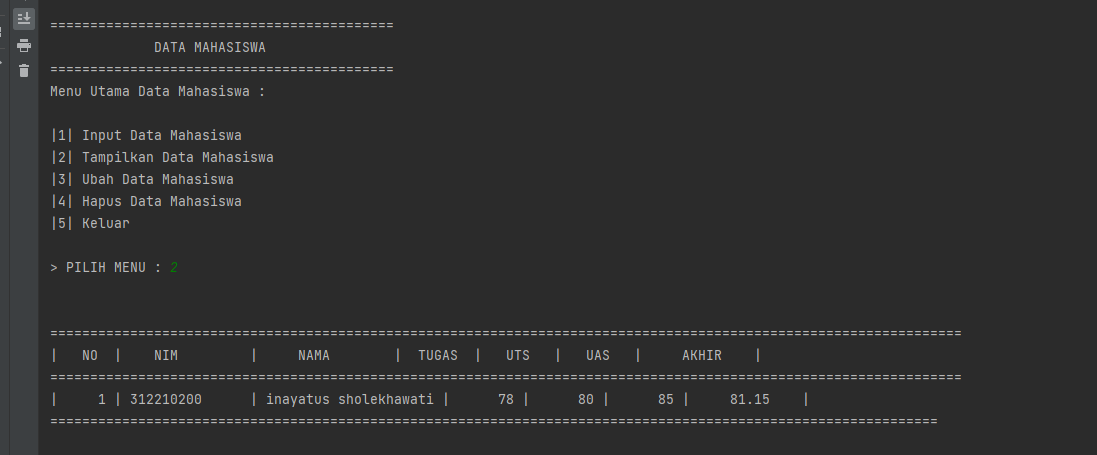 ===========================================
DATA MAHASISWA
===========================================
Menu Utama Data Mahasiswa :
|1| Input Data Mahasiswa
|2| Tampilkan Data Mahasiswa
|3| Ubah Data Mahasiswa
|4| Hapus Data Mahasiswa
|5| Keluar
> PILIH MENU : 2
==================================================================================================================
|   NO  |    NIM         |     NAMA        |  TUGAS  |   UTS   |   UAS   |     AKHIR    |
==================================================================================================================
|     1 | 312210200      | inayatus sholekhawati |      78 |      80 |      85 |     81.15    |
===============================================================================================================